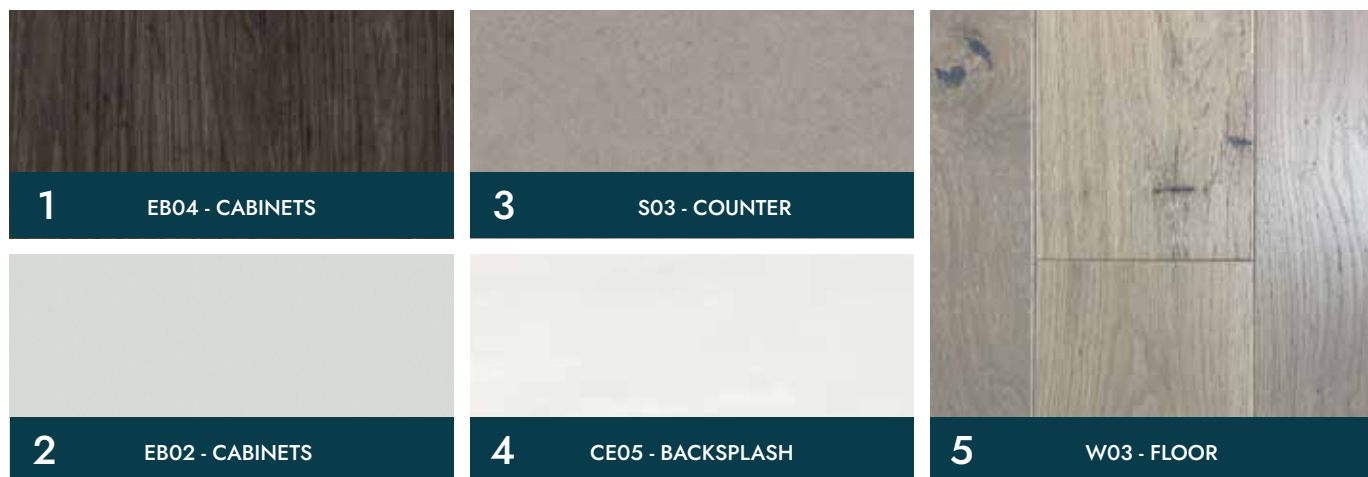 1 EB04 - CABINETS
2 EB02 - CABINETS
3 S03 - COUNTER
4 CE05 - BACKSPLASH
5 W03 - FLOOR